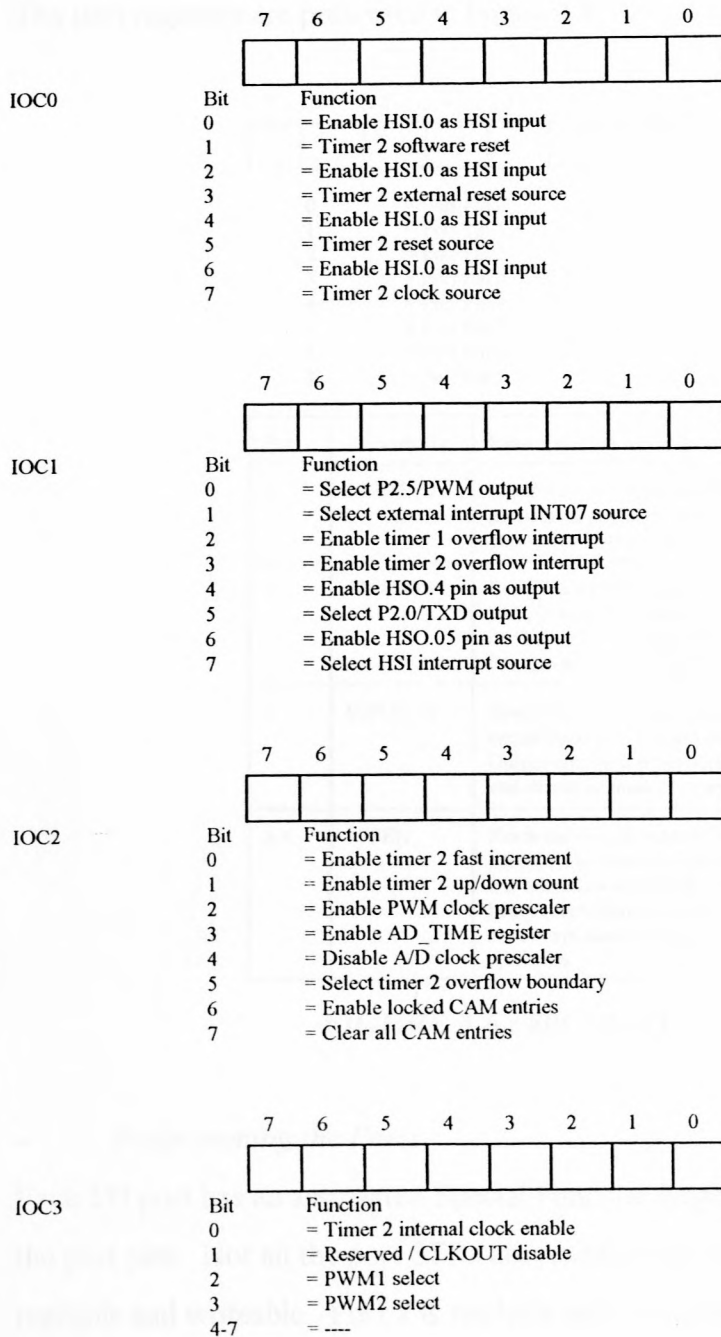 7 6 5 4 3 2 1 0
IOC0 Bit Function
0 = Enable HSI.0 as HSI input
1 = Timer 2 software reset
2 = Enable HSI.0 as HSI input
3 = Timer 2 external reset source
4 = Enable HSI.0 as HSI input
5 = Timer 2 reset source
6 = Enable HSI.0 as HSI input
7 = Timer 2 clock source
7 6 5 4 3 2 1 0
IOC1 Bit Function
0 = Select P2.5/PWM output
1 = Select external interrupt INT07 source
2 = Enable timer 1 overflow interrupt
3 = Enable timer 2 overflow interrupt
4 = Enable HSO.4 pin as output
5 = Select P2.0/TXD output
6 = Enable HSO.05 pin as output
7 = Select HSI interrupt source
7 6 5 4 3 2 1 0
IOC2 Bit Function
0 = Enable timer 2 fast increment
1 = Enable timer 2 up/down count
2 = Enable PWM clock prescaler
3 = Enable AD_TIME register
4 = Disable A/D clock prescaler
5 = Select timer 2 overflow boundary
6 = Enable locked CAM entries
7 = Clear all CAM entries
7 6 5 4 3 2 1 0
IOC3 Bit Function
0 = Timer 2 internal clock enable
1 = Reserved / CLKOUT disable
2 = PWM1 select
3 = PWM2 select
4-7 = ----